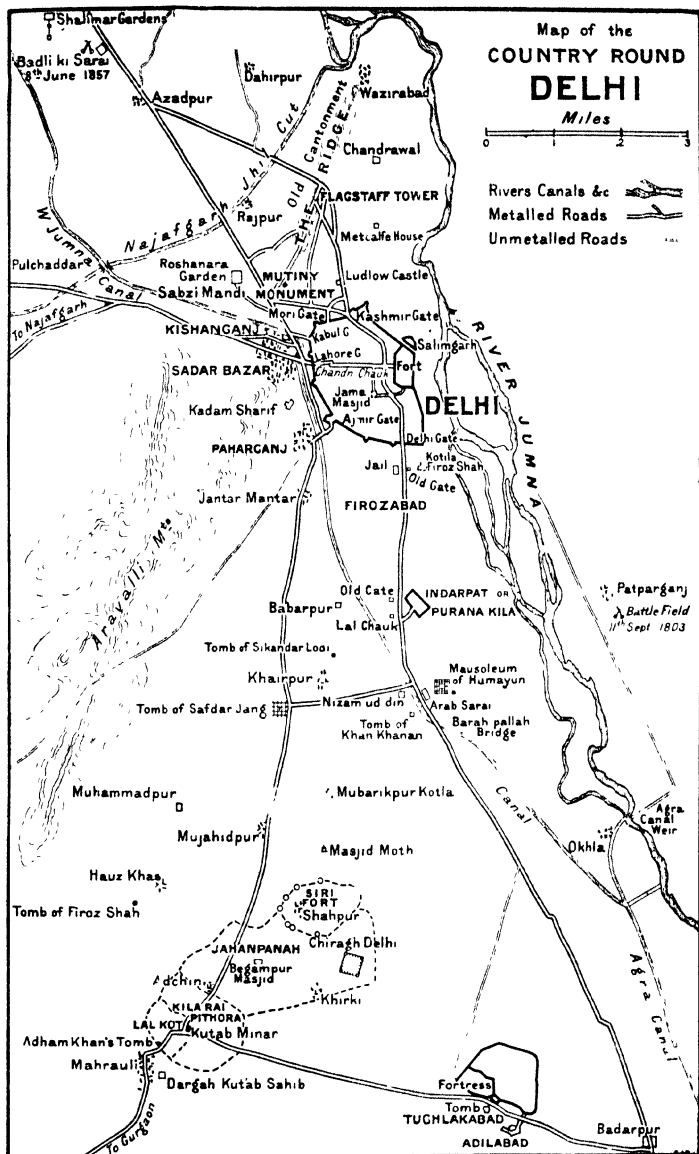 Map of the
COUNTRY ROUND
DELHI
Miles
0 1 .2 3
Rivers Canals &c
Metalled Roads
Unmetalled Roads
Shalimar Gardens
Badli ki Sarai
8th June 1857
Dahirpur
Wazirabad
Azadpur
Old Cantonment
THE RIDGE
Chandrawal
Najafgarh Jhil Cut
FLAGSTAFF TOWER
Rajpur
Metcalfe House
W Jumna Canal
Pulchaddar
Roshanara
Garden
MUTINY
MONUMENT
Ludlow Castle
Sabzi Mandi
Mori Gate
Kashmir Gate
To Najafgarh
KISHANGANJ
Kabul G
Salimgarh
RIVER JUMNA
Lahore G
Fort
SADAR BAZAR
Chandn Chauk
Jama
Masjid
DELHI
Kadam Sharif
Ajmir Gate
PAHARGANJ
Delhi Gate
Kotila
Firoz Shah
Jail
Old Gate
Jantar Mantar
FIROZABAD
Aravalli Mts
Old Gate
INDARPAT OR
PURANA KILA
Patparganj
Battle Field
11th Sept 1803
Babarpur
Lal Chauk
Tomb of Sikandar Lodi
Mausoleum
of Humayun
Khairpur
Nizam ud din
Arab Sarai
Tomb of Safdar Jang
Tomb of
Khan Khanan
Barah pallah
Bridge
Muhammadpur
Mubarikpur Kotla
Canal
Agra
Canal
Weir
Mujahidpur
Okhla
Masjid Moth
Hauz Khas
SIRI
FORT
Shahpur
Tomb of Firoz Shah
JAHANPANAH
Chiragh Delhi
Begampur
Masjid
Adchin
Khirki
Agra Canal
KILA RAI
PITHORA
LAL KOT
Kutab Minar
Adham Khan's Tomb
Mahrauli
Dargah Kutab Sahib
Fortress
Tomb
TUGHLAKABAD
ADILABAD
Badarpur
To Gurgaon